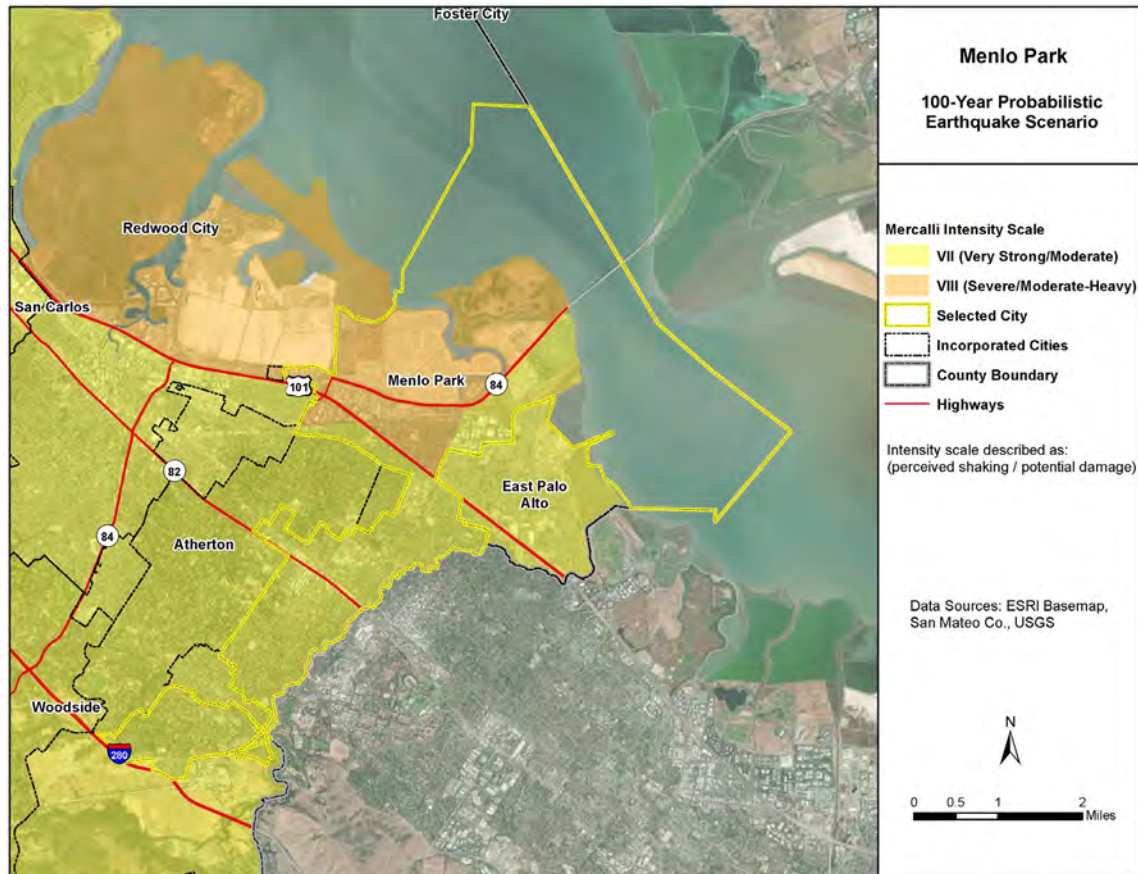 Foster City
Redwood City
San Carlos
101
Menlo Park
84
82
East Palo
Alto
84
Atherton
Woodside
280
Menlo Park
100-Year Probabilistic
Earthquake Scenario
Mercalli Intensity Scale
VII (Very Strong/Moderate)
VIII (Severe/Moderate-Heavy)
Selected City
Incorporated Cities
County Boundary
Highways
Intensity scale described as:
(perceived shaking / potential damage)
Data Sources: ESRI Basemap,
San Mateo Co., USGS
N
0 0.5 1 2
Miles